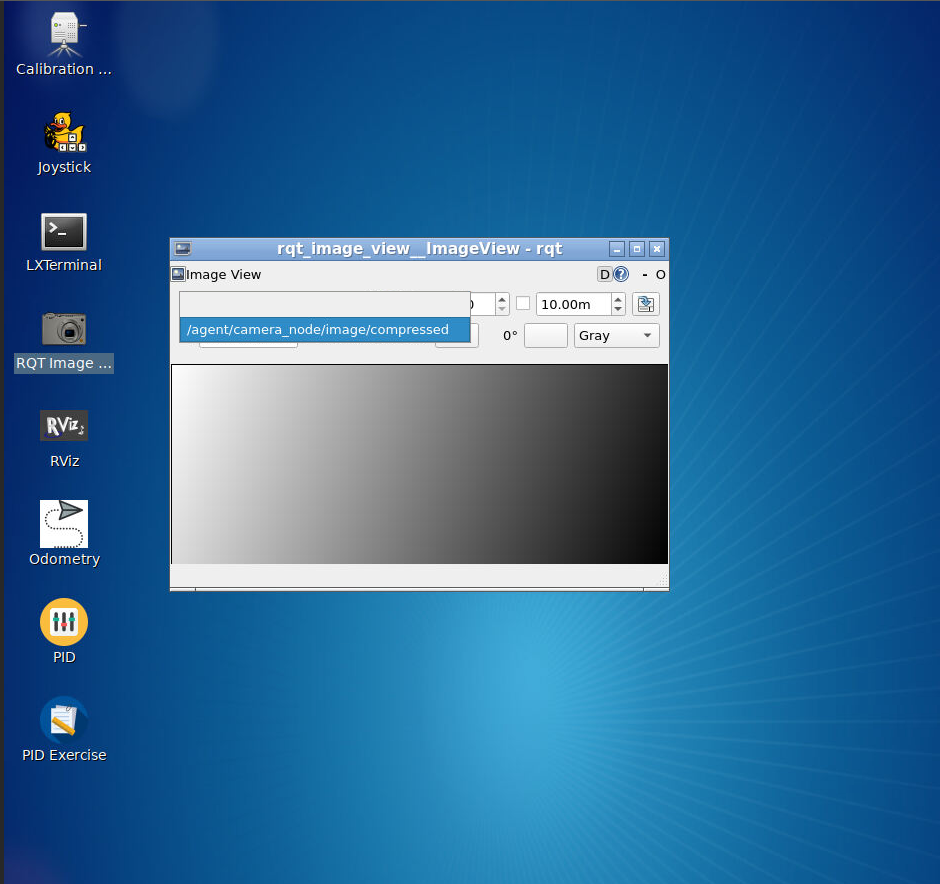 Calibration ...
Joystick
LXTerminal
RQT Image ...
RViz
RViz
Odometry
PID
PID Exercise
rqt_image_view__ImageView - rqt
Image View
D
?
- O
10.00m
/agent/camera_node/image/compressed
0°
Gray